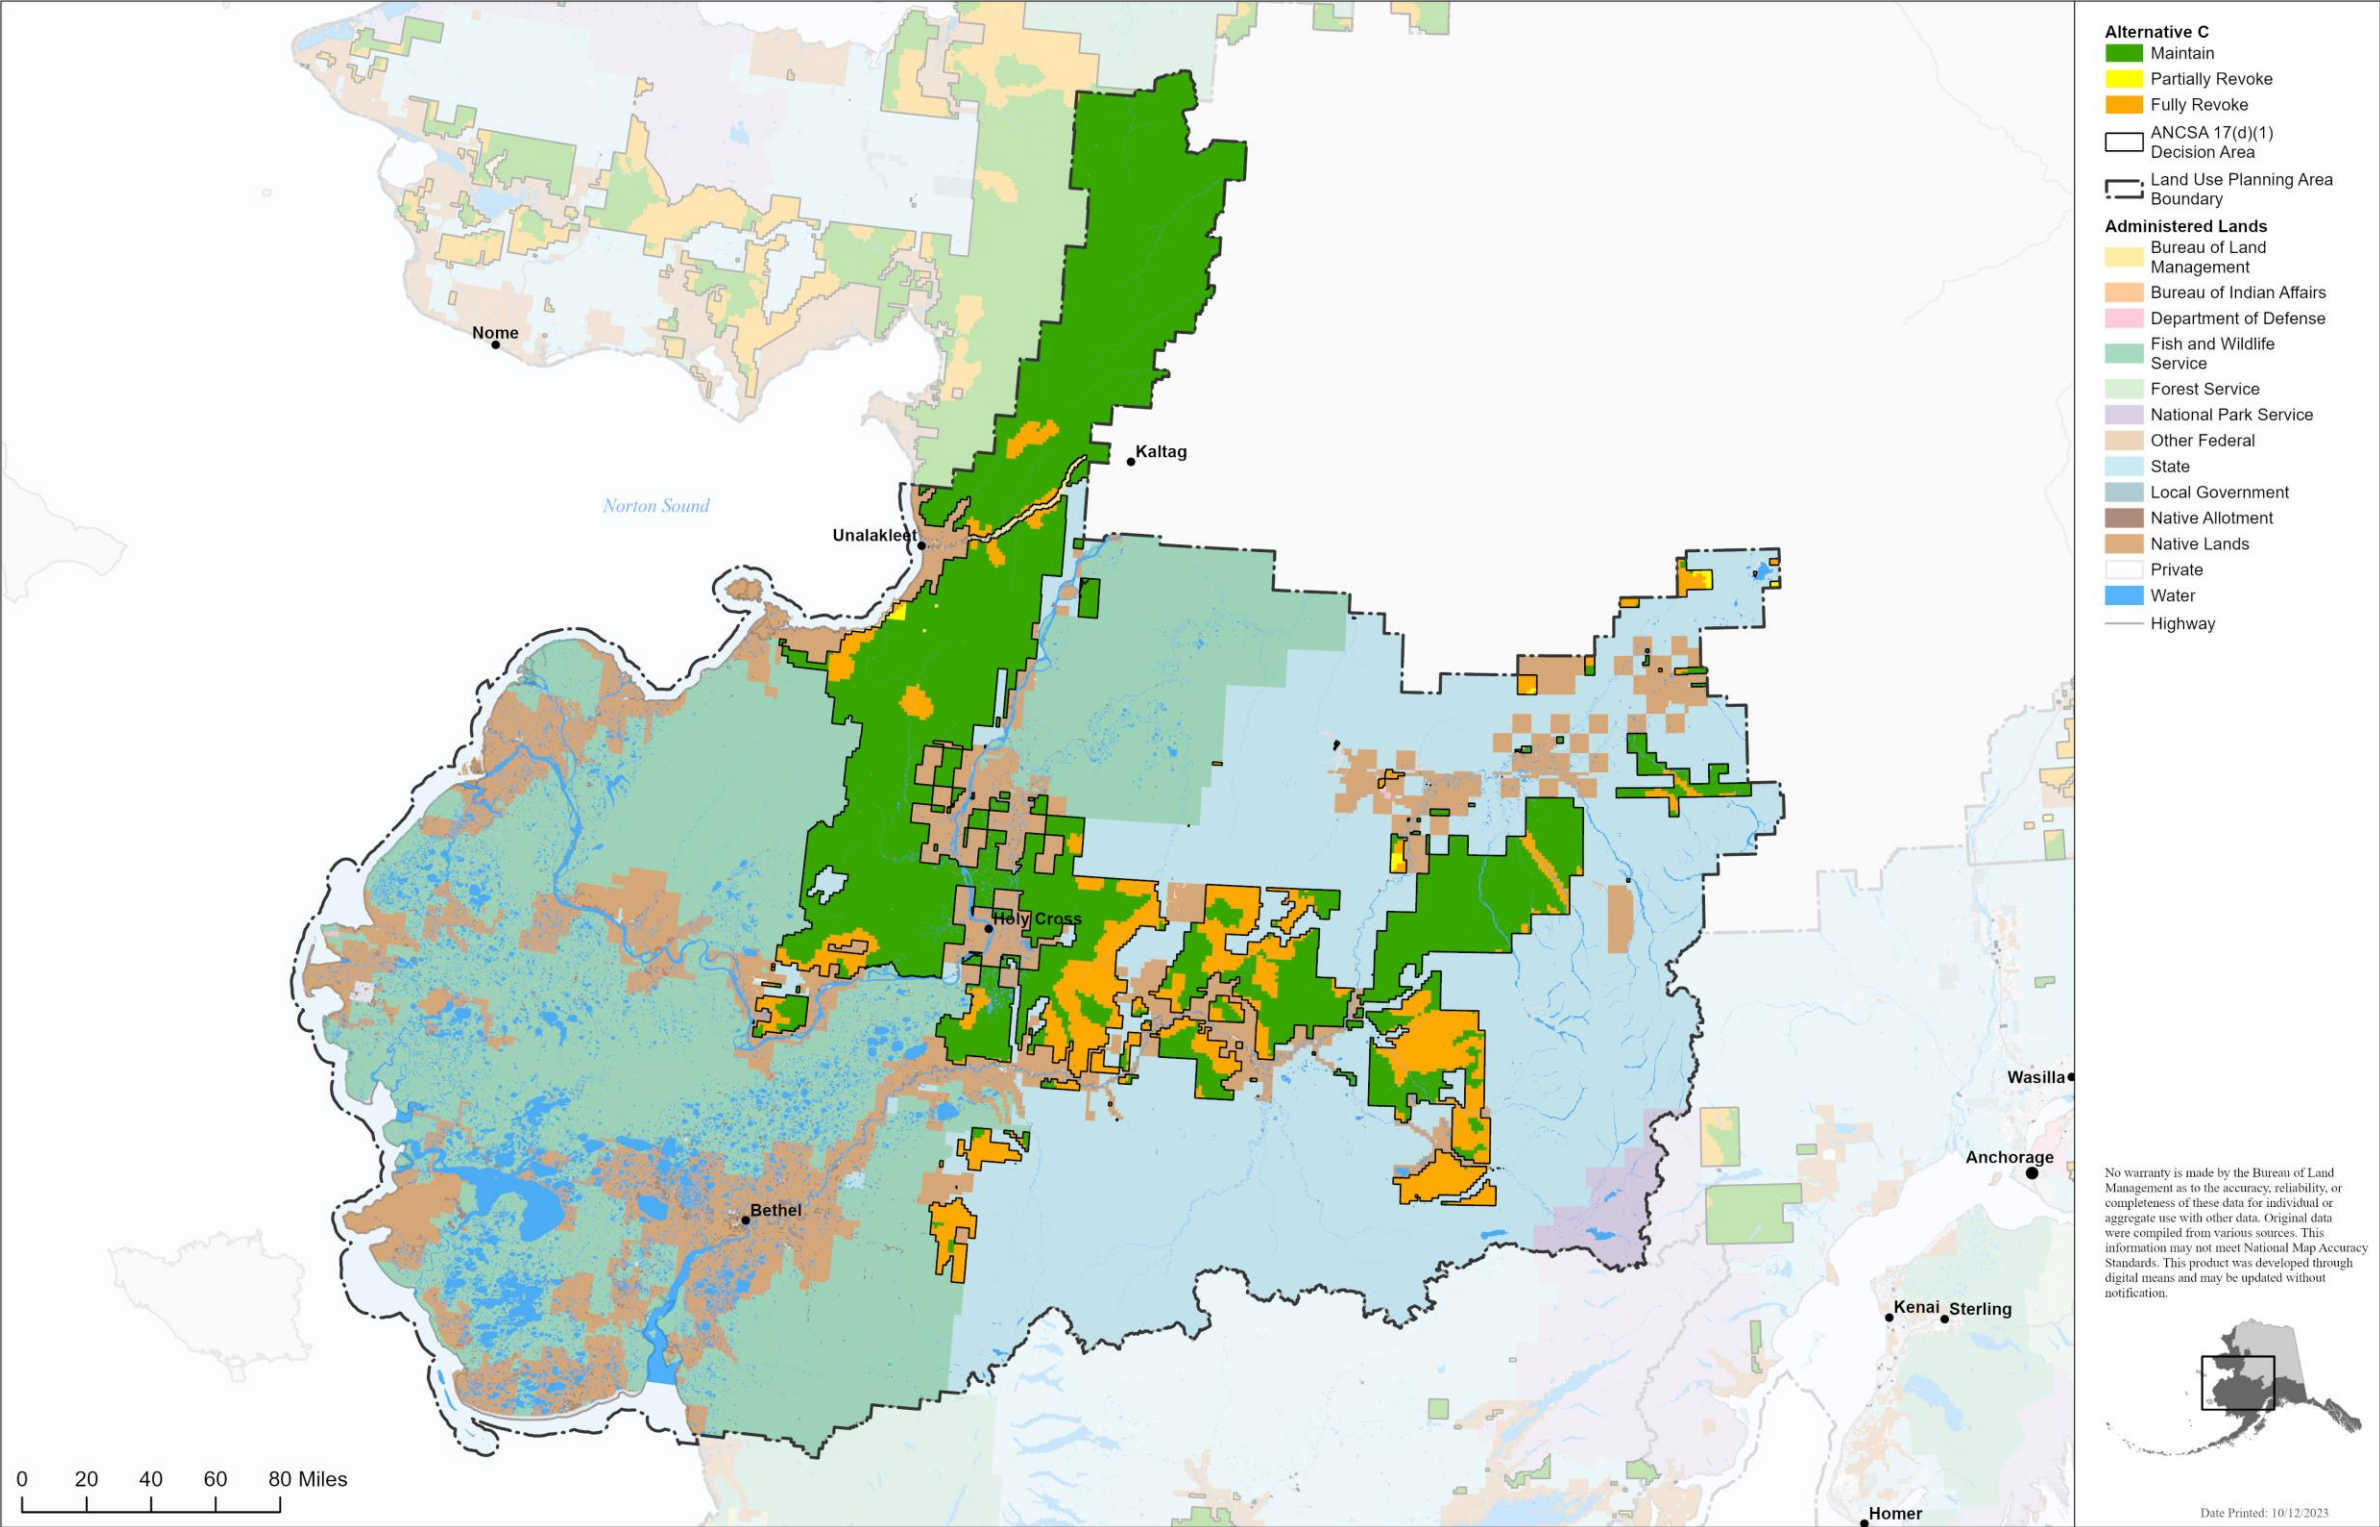 Nome
Kaltag
Norton Sound
Unalakleet
Holy Cross
Bethel
Wasilla
Anchorage
Kenai
Sterling
Homer
0 20 40 60 80 Miles
Alternative C
Maintain
Partially Revoke
Fully Revoke
ANCSA 17(d)(1)
Decision Area
Land Use Planning Area
Boundary
Administered Lands
Bureau of Land
Management
Bureau of Indian Affairs
Department of Defense
Fish and Wildlife
Service
Forest Service
National Park Service
Other Federal
State
Local Government
Native Allotment
Native Lands
Private
Water
Highway
No warranty is made by the Bureau of Land
Management as to the accuracy, reliability, or
completeness of these data for individual or
aggregate use with other data. Original data
were compiled from various sources. This
information may not meet National Map Accuracy
Standards. This product was developed through
digital means and may be updated without
notification.
Date Printed: 10/12/2023